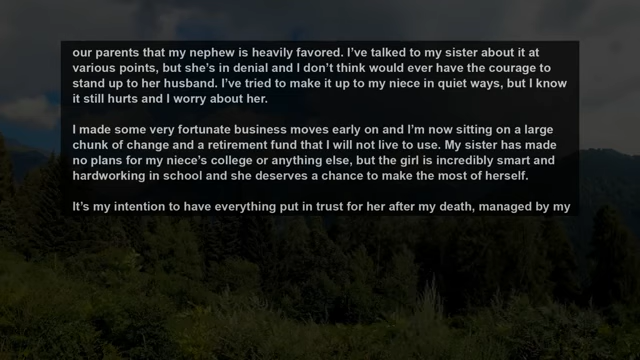 our parents that my nephew is heavily favored. I've talked to my sister about it at
various points, but she's in denial and I don't think would ever have the courage to
stand up to her husband. I've tried to make it up to my niece in quiet ways, but I know
it still hurts and I worry about her.
I made some very fortunate business moves early on and I'm now sitting on a large
chunk of change and a retirement fund that I will not live to use. My sister has made
no plans for my niece's college or anything else, but the girl is incredibly smart and
hardworking in school and she deserves a chance to make the most of herself.
It's my intention to have everything put in trust for her after my death, managed by my